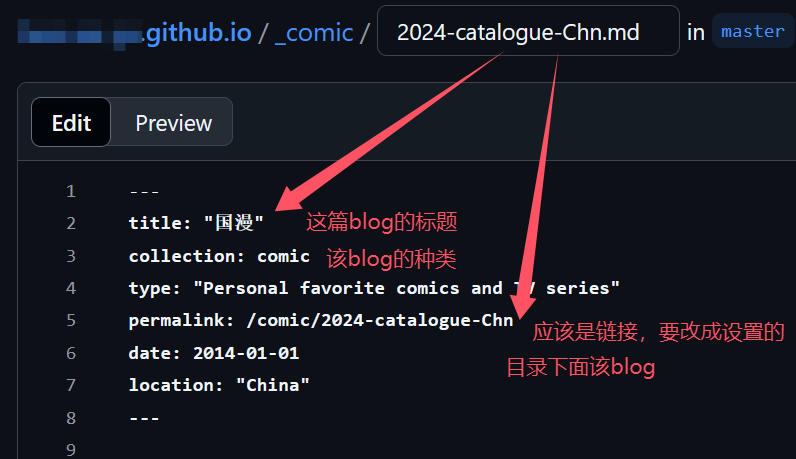 .github.io / _comic / 2024-catalogue-Chn.md in master
Edit Preview
1 ---
2 title: "国漫" 这篇blog的标题
3 collection: comic 该blog的种类
4 type: "Personal favorite comics and TV series"
5 permalink: /comic/2024-catalogue-Chn 应该是链接，要改成设置的
目录下面该blog
6 date: 2014-01-01
7 location: "China"
8 ---
9